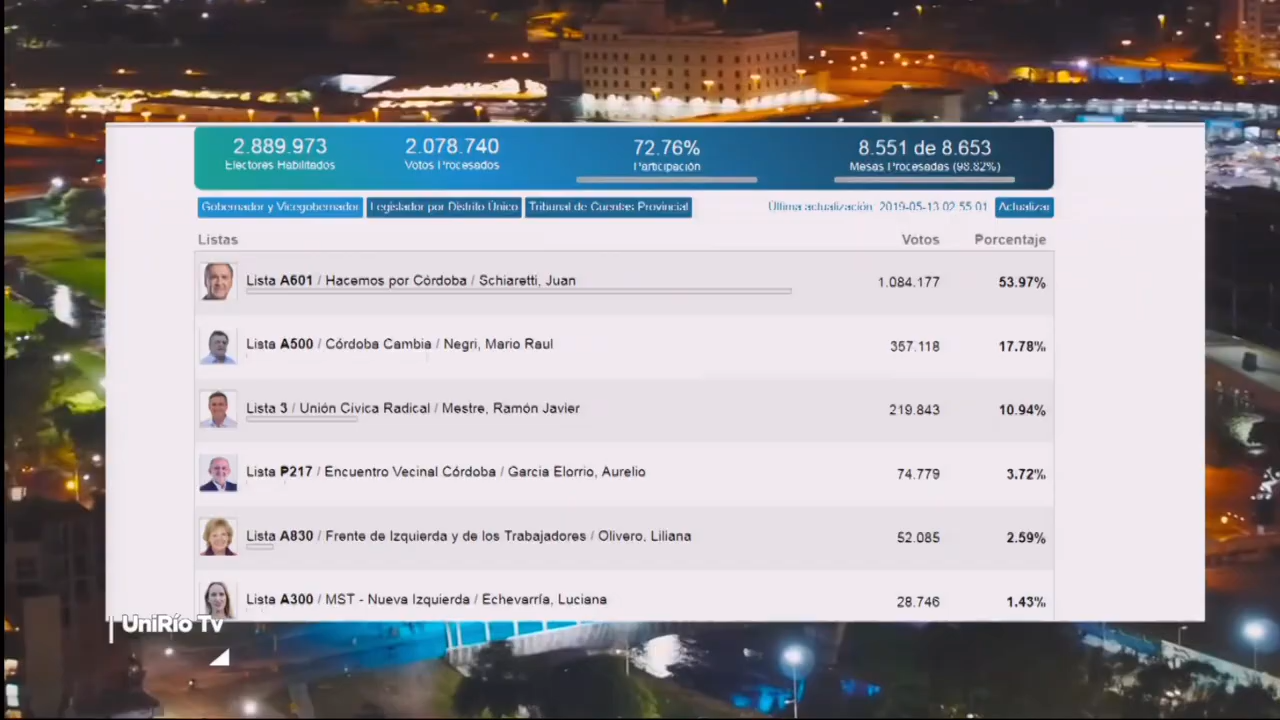 2.889.973 2.078.740 72.76% 8.551 de 8.653
Electores Habilitados Votos Procesados Participación Mesas Procesadas (98.82%)
Gobernador y Vicegobernador Legislador por Distrito Único Tribunal de Cuentas Provincial Última actualización 2019-05-13 02:55:01 Actualizar
Listas Votos Porcentaje
Lista A601 / Hacemos por Córdoba / Schiaretti, Juan 1.084.177 53.97%
Lista A500 / Córdoba Cambia / Negri, Mario Raul 357.118 17.78%
Lista 3 / Unión Civica Radical / Mestre, Ramón Javier 219.843 10.94%
Lista P217 / Encuentro Vecinal Córdoba / Garcia Elorrio, Aurelio 74.779 3.72%
Lista A830 / Frente de Izquierda y de los Trabajadores / Olivero, Liliana 52.085 2.59%
Lista A300 / MST - Nueva Izquierda / Echevarría, Luciana 28.746 1.43%
UniRío Tv